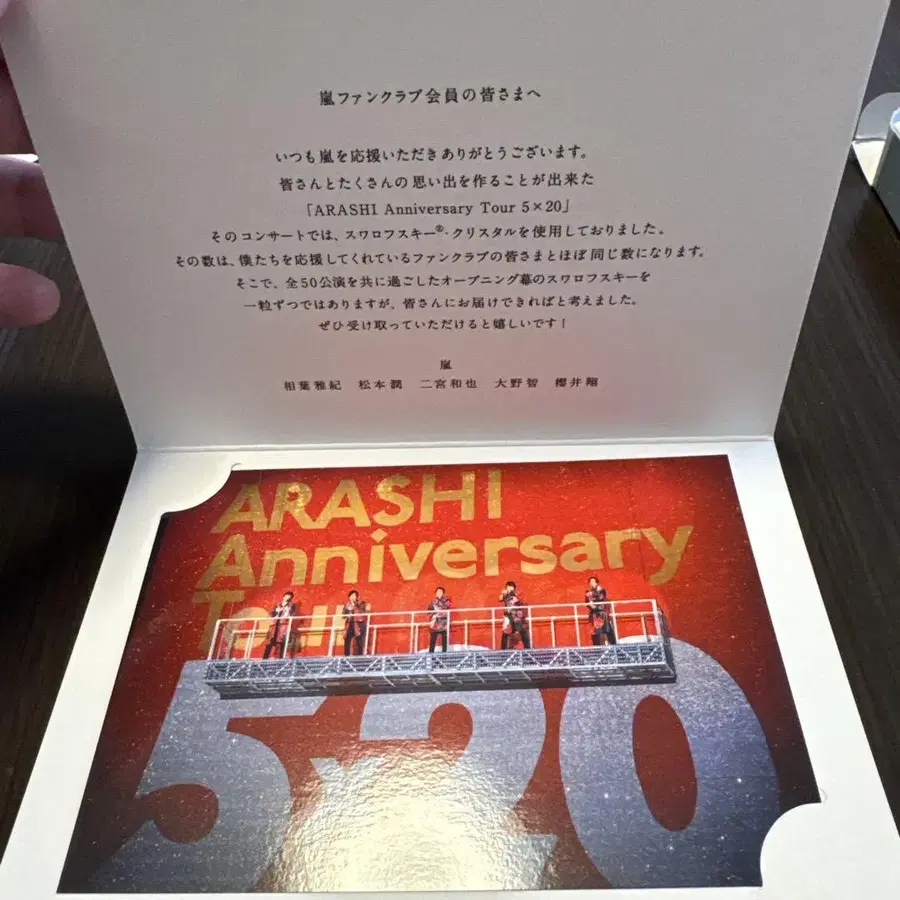 嵐ファンクラブ会員の皆さまへ
いつも嵐を応援いただきありがとうございます。
皆さんとたくさんの思い出を作ることが出来た
「ARASHI Anniversary Tour 5×20」
そのコンサートでは、スワロフスキー®・クリスタルを使用しておりました。
その数は、僕たちを応援してくれているファンクラブの皆さまとほぼ同じ数になります。
そこで、全50公演を共に過ごしたオープニング幕のスワロフスキーを
一粒ずつではありますが、皆さんにお届けできればと考えました。
ぜひ受け取っていただけると嬉しいです！
嵐
相葉雅紀 松本潤 二宮和也 大野智 櫻井翔
ARASHI
Anniversary
Tour
5×20